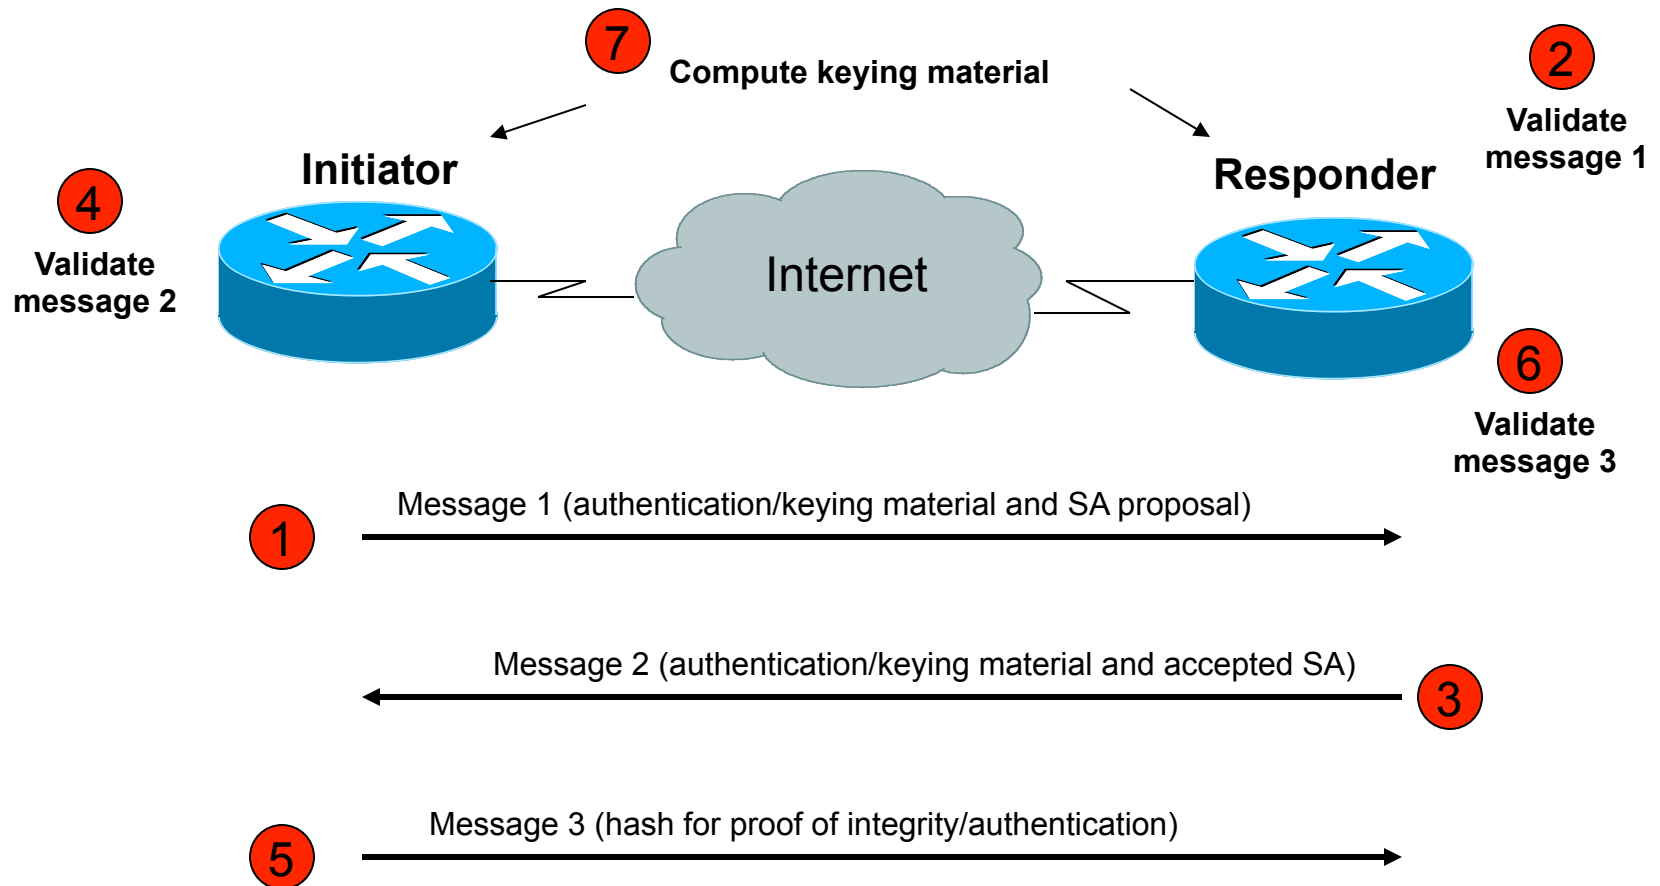 7
Compute keying material
2
Validate
message 1
Initiator
Responder
4
Validate
message 2
Internet
6
Validate
message 3
Message 1 (authentication/keying material and SA proposal)
1
Message 2 (authentication/keying material and accepted SA)
3
Message 3 (hash for proof of integrity/authentication)
5